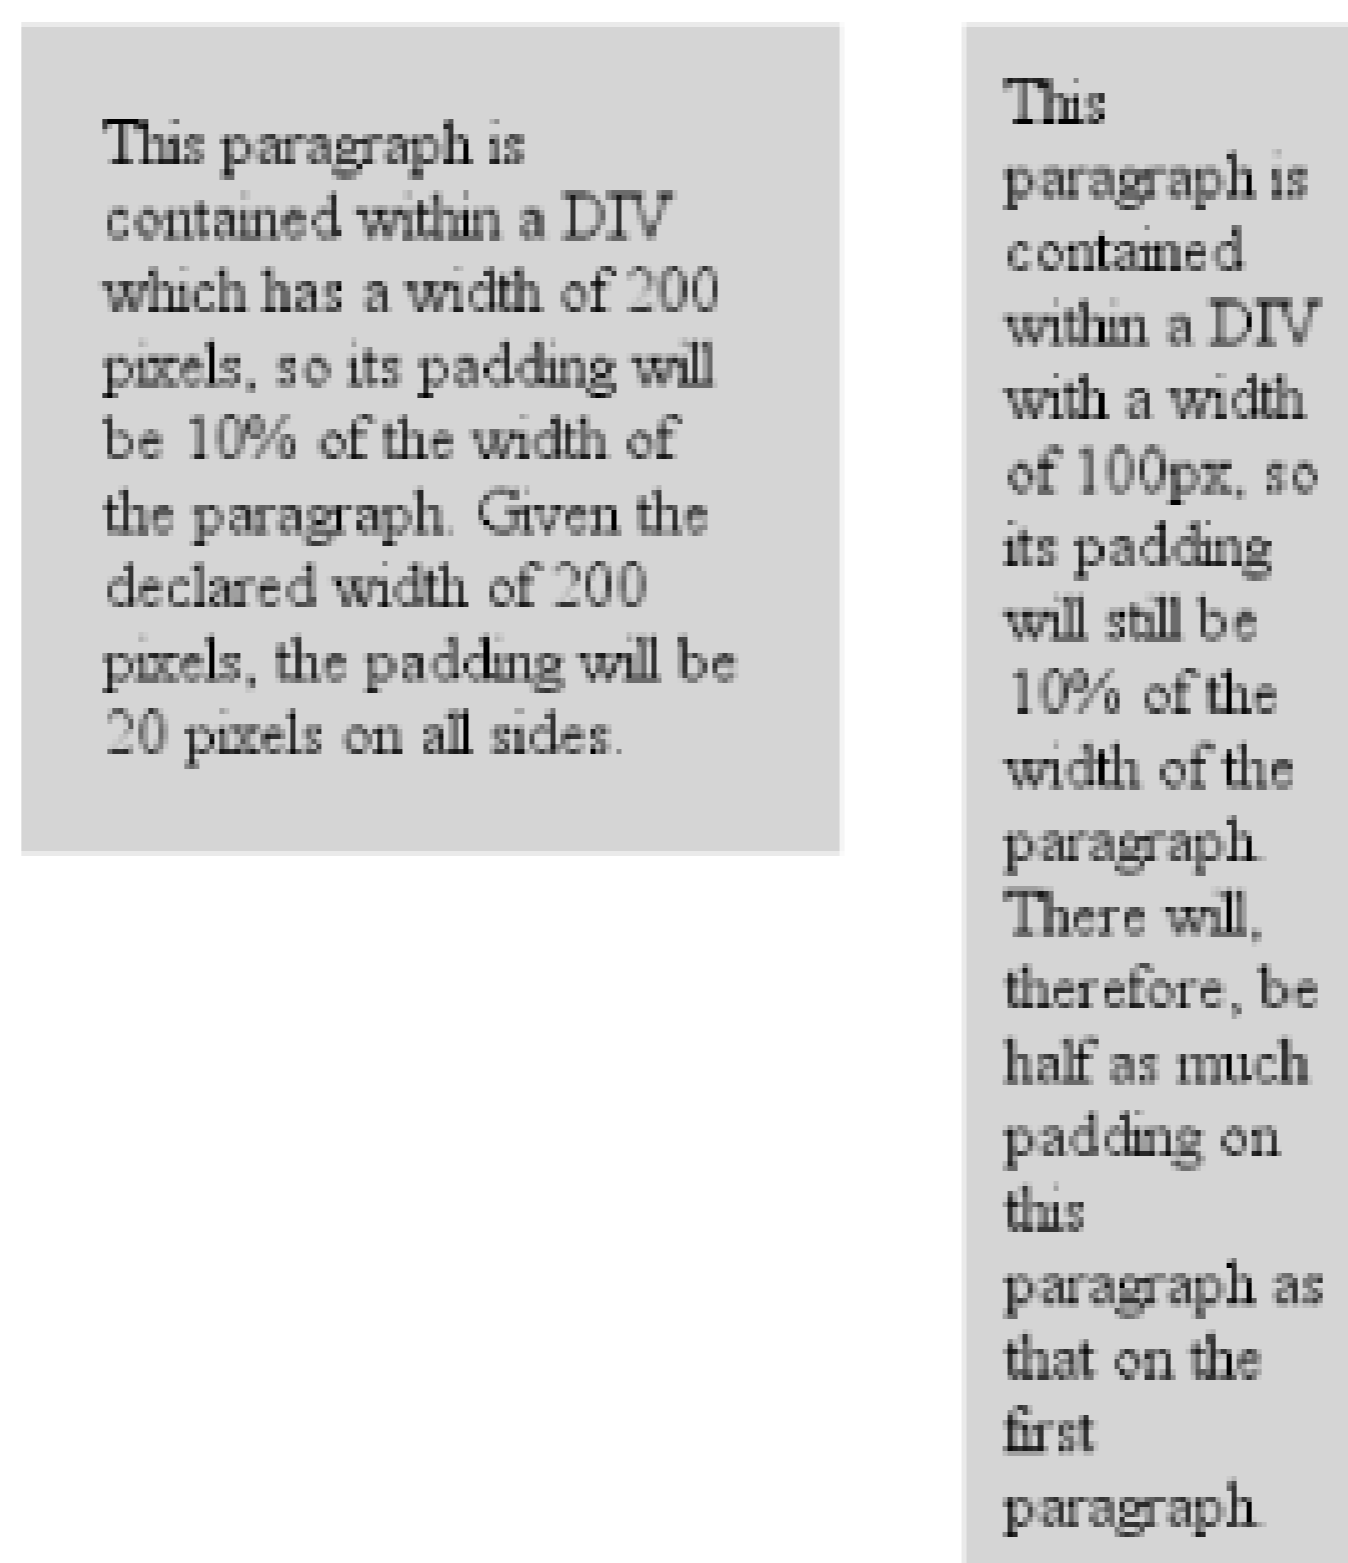 This paragraph is
contained within a DIV
which has a width of 200
pixels, so its padding will
be 10% of the width of
the paragraph. Given the
declared width of 200
pixels, the padding will be
20 pixels on all sides.
This
paragraph is
contained
within a DIV
with a width
of 100px, so
its padding
will still be
10% of the
width of the
paragraph.
There will,
therefore, be
half as much
padding on
this
paragraph as
that on the
first
paragraph.